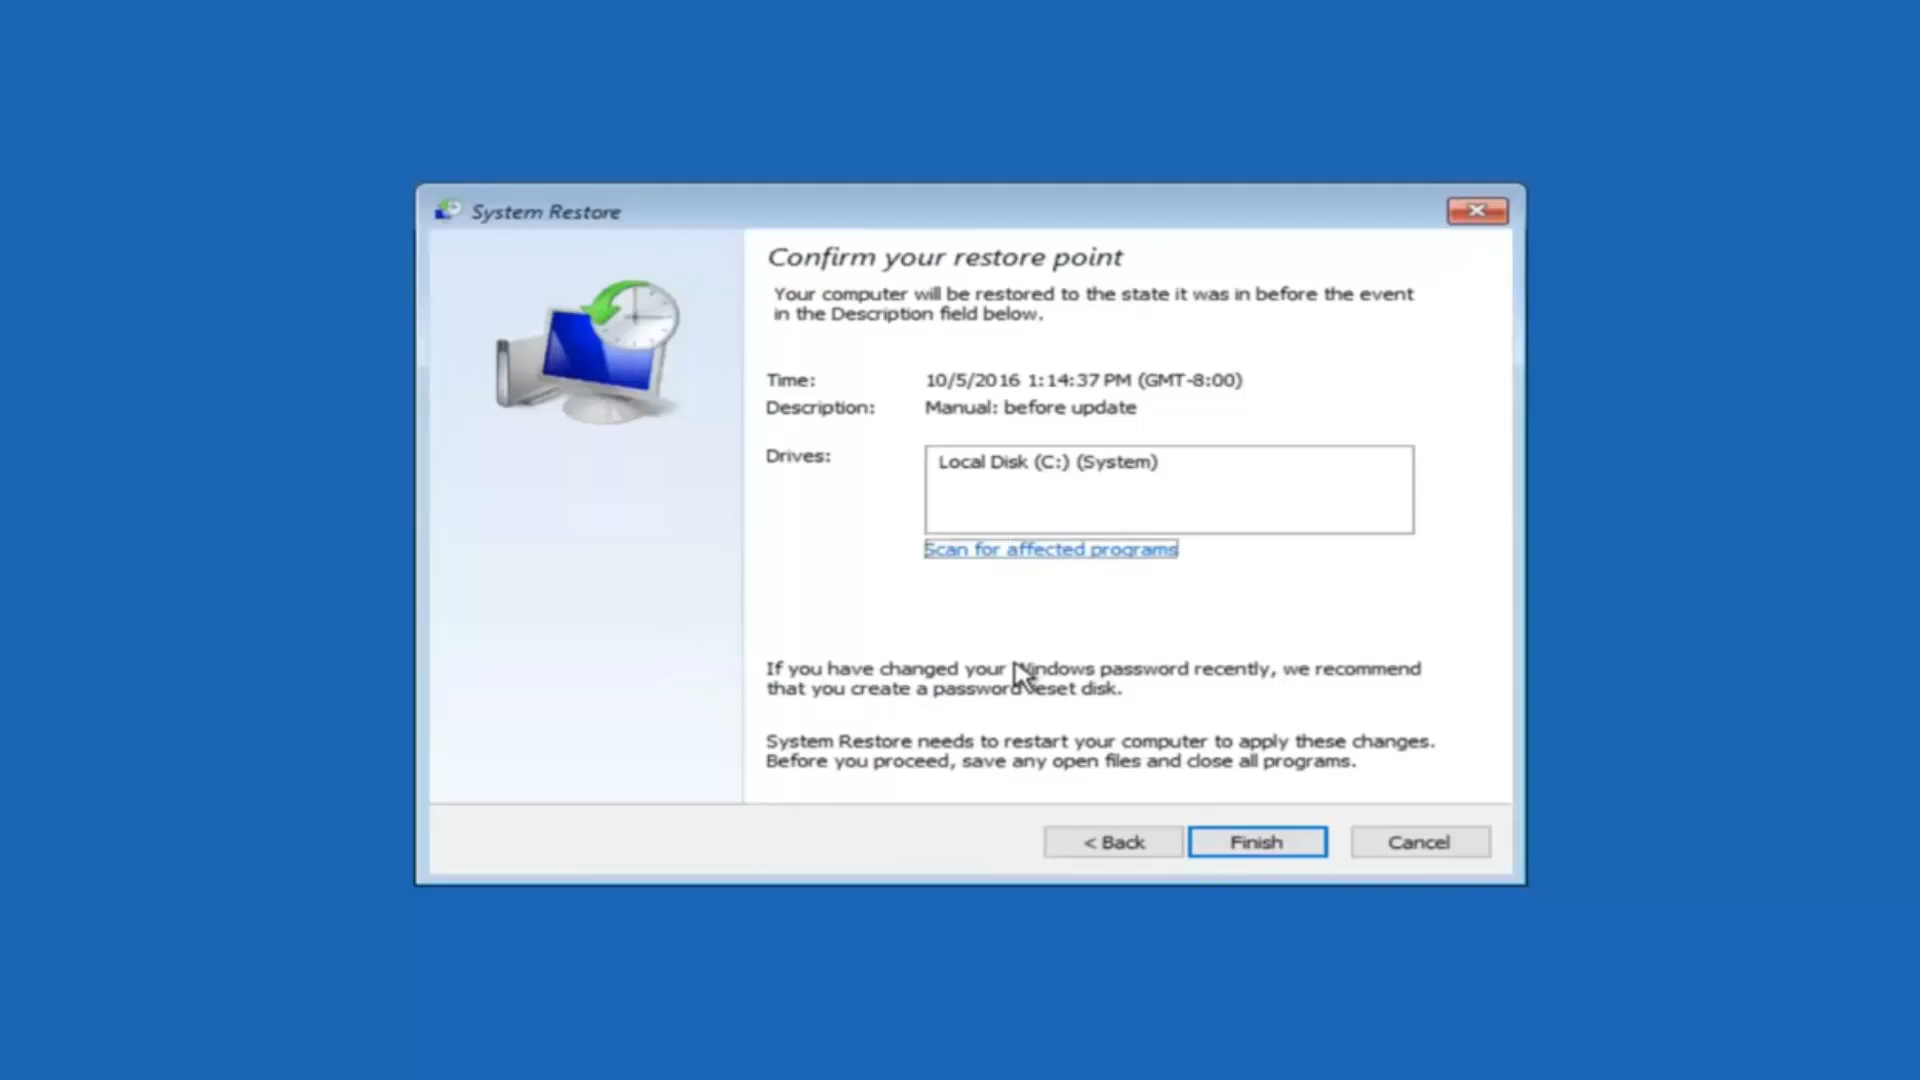 System Restore
Confirm your restore point
Your computer will be restored to the state it was in before the event
in the Description field below.
Time: 10/5/2016 1:14:37 PM (GMT-8:00)
Description: Manual: before update
Drives: Local Disk (C:) (System)
Scan for affected programs
If you have changed your Windows password recently, we recommend
that you create a password reset disk.
System Restore needs to restart your computer to apply these changes.
Before you proceed, save any open files and close all programs.
< Back Finish Cancel